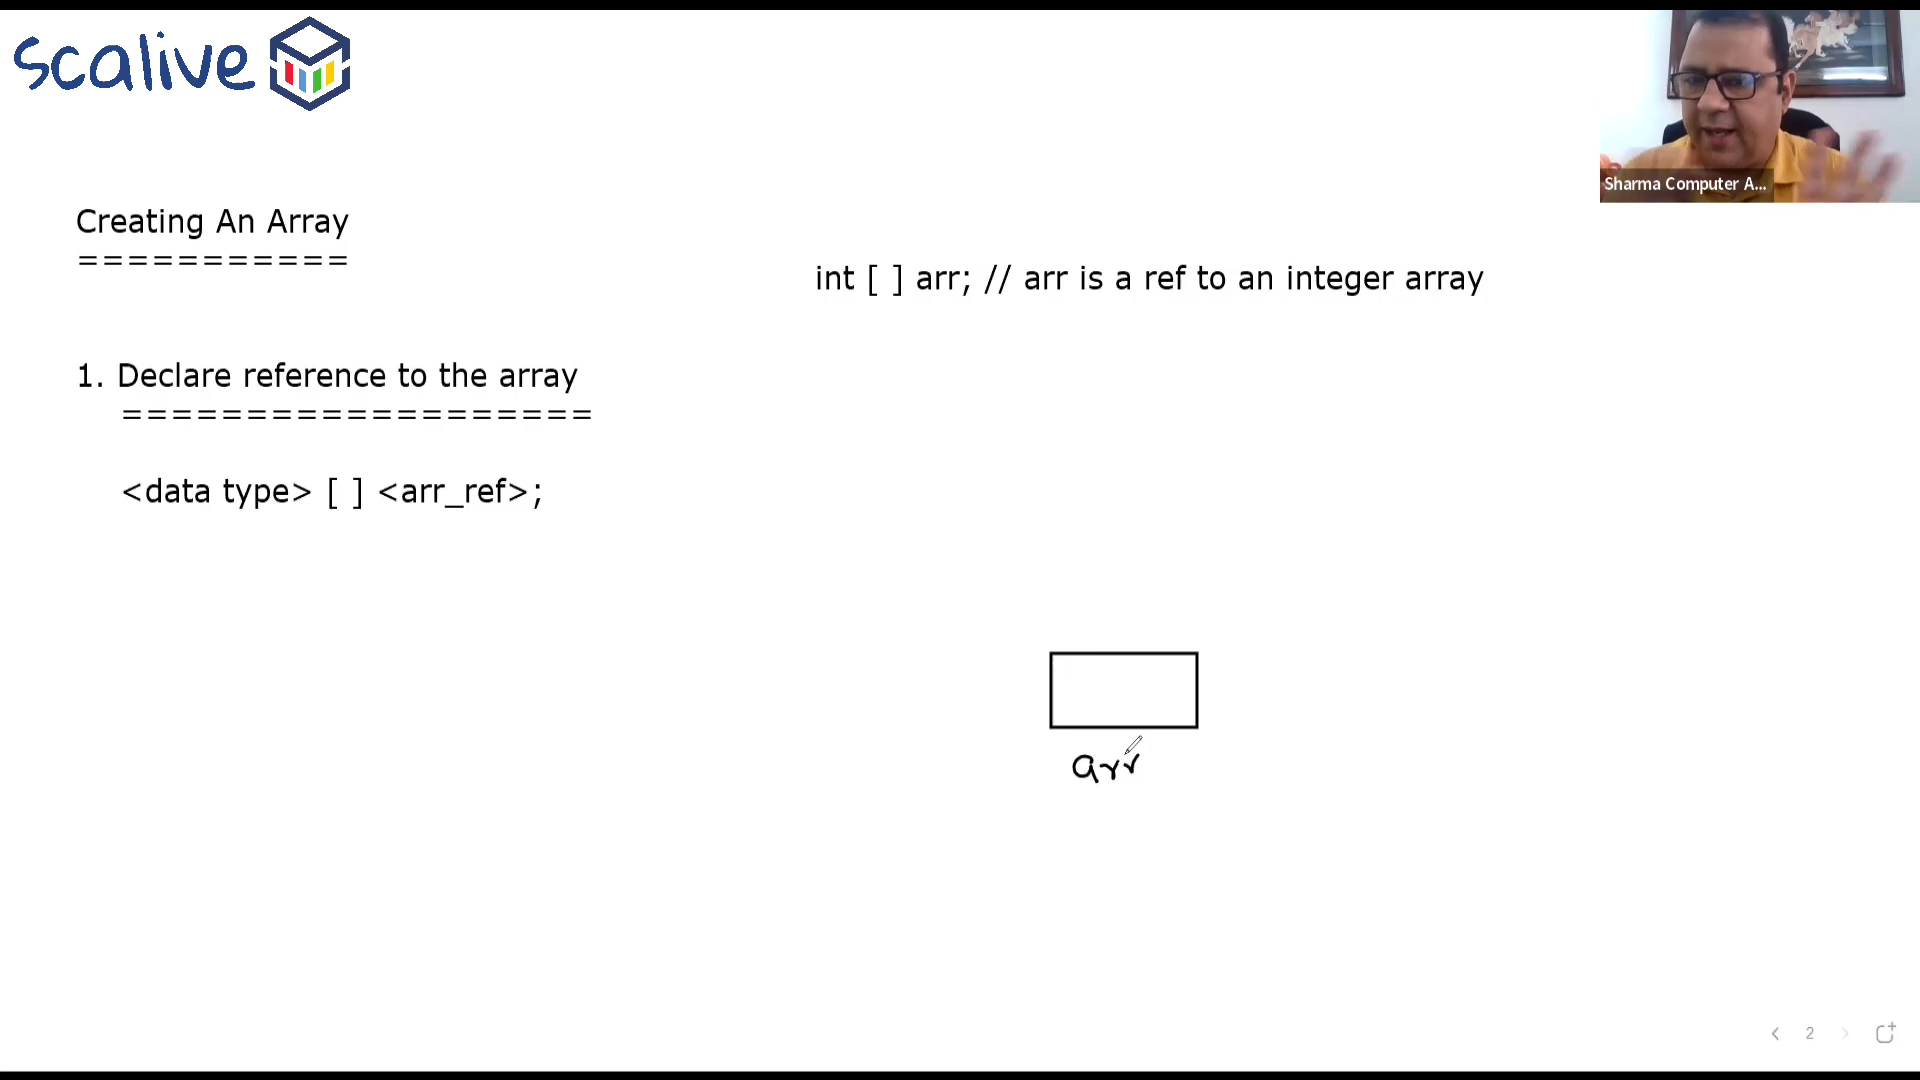 scalive
Sharma Computer A...
Creating An Array
===========
int [ ] arr; // arr is a ref to an integer array
1. Declare reference to the array
===================
<data type> [ ] <arr_ref>;
arr
2